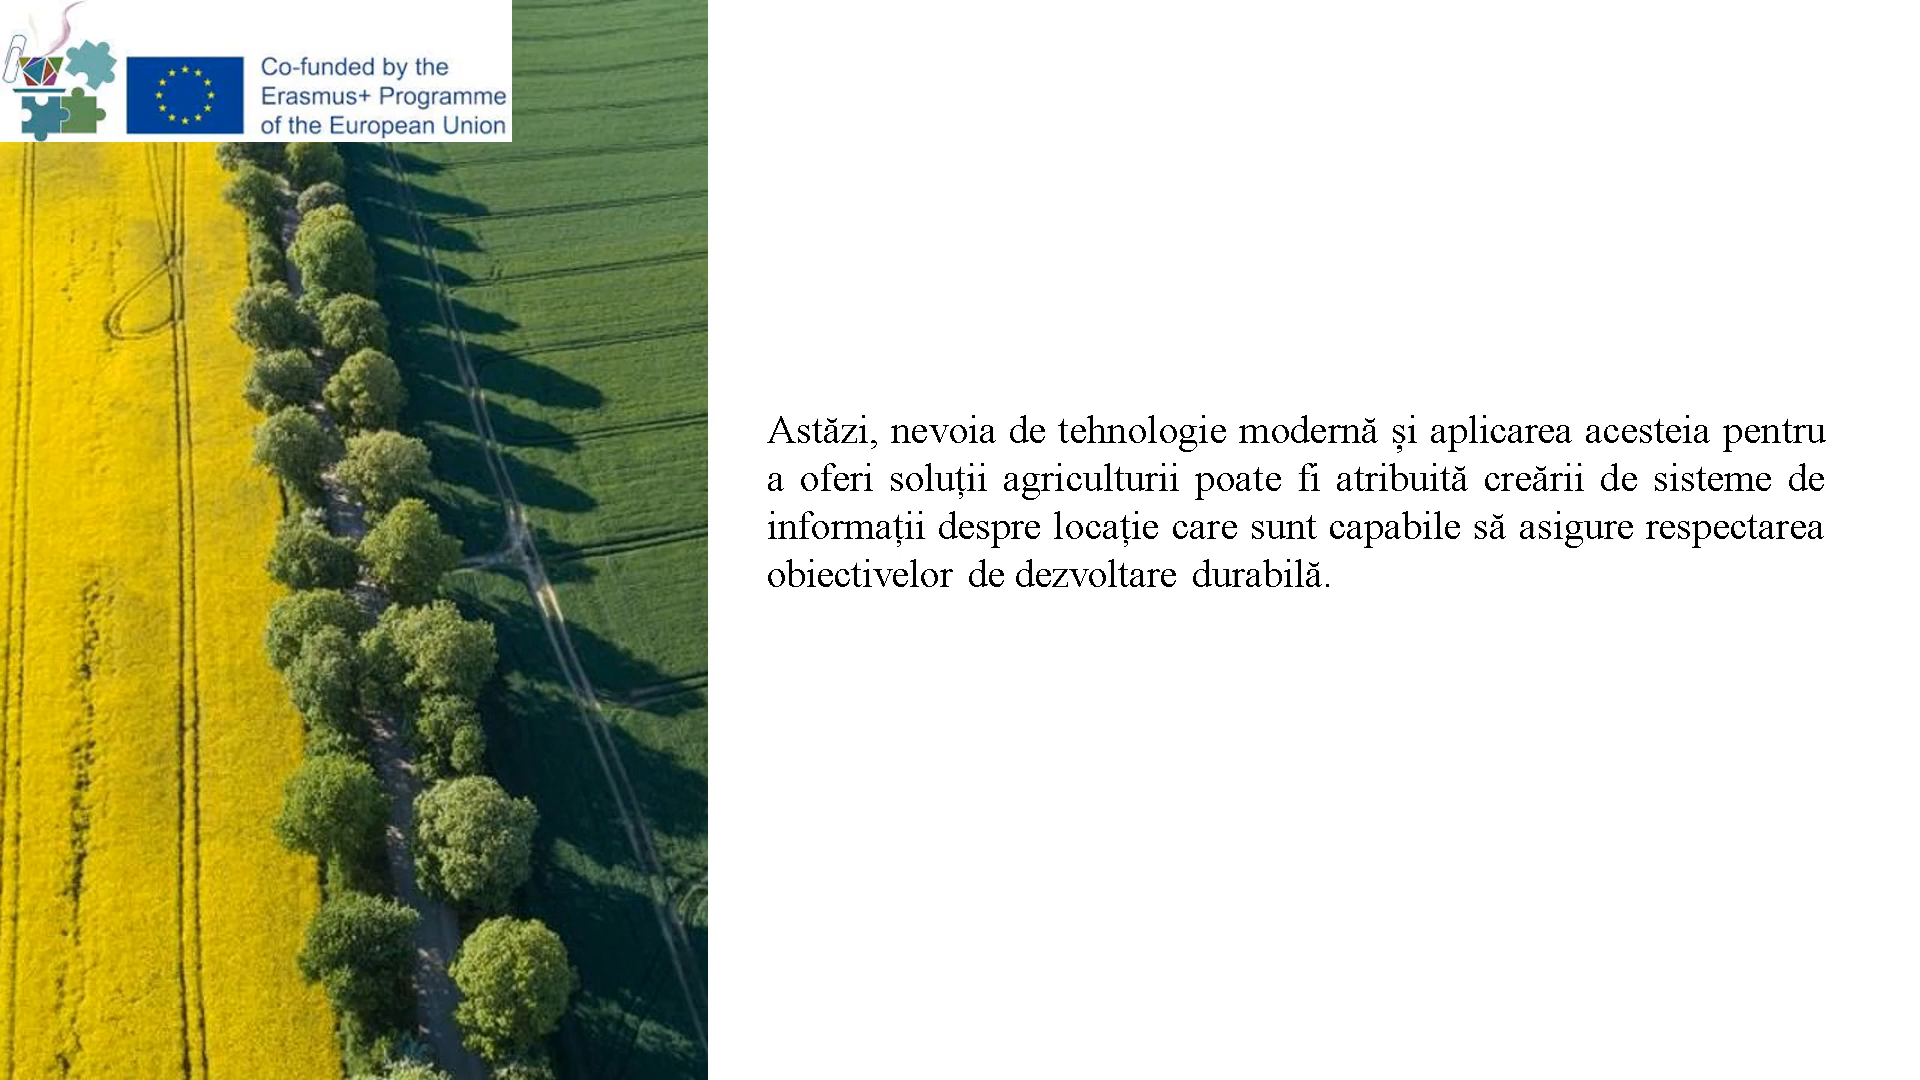 Co-funded by the
Erasmus+ Programme
of the European Union
Astăzi, nevoia de tehnologie modernă și aplicarea acesteia pentru
a oferi soluții agriculturii poate fi atribuită creării de sisteme de
informații despre locație care sunt capabile să asigure respectarea
obiectivelor de dezvoltare durabilă.